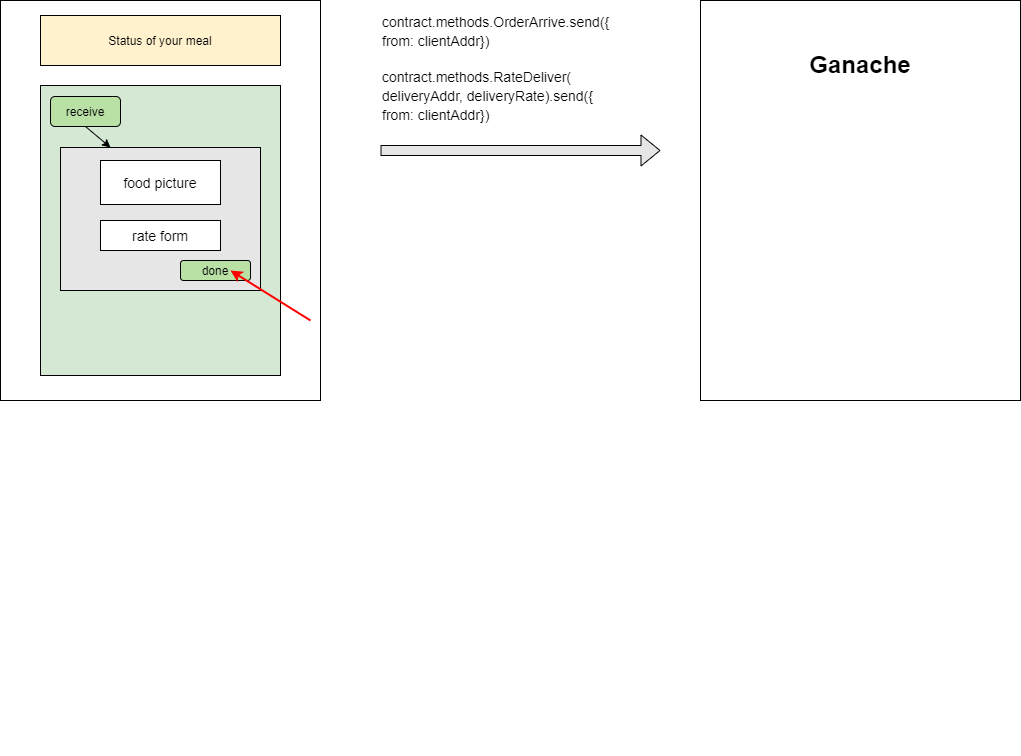 Status of your meal
receive
food picture
rate form
done
contract.methods.OrderArrive.send({
from: clientAddr})
contract.methods.RateDeliver(
deliveryAddr, deliveryRate).send({
from: clientAddr})
Ganache